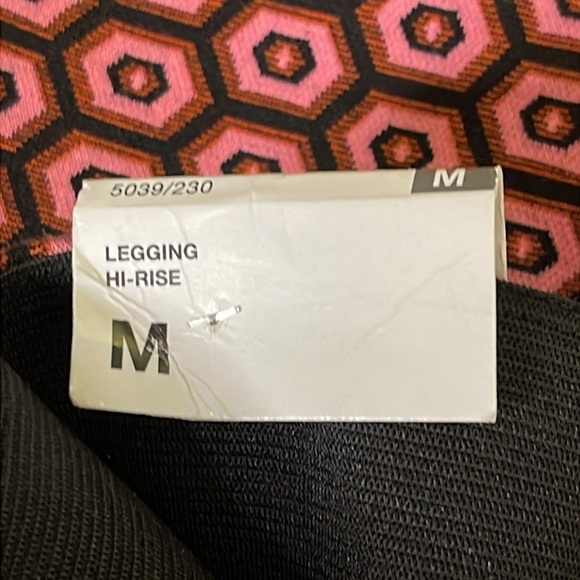 5039/230 M
LEGGING
HI-RISE
M